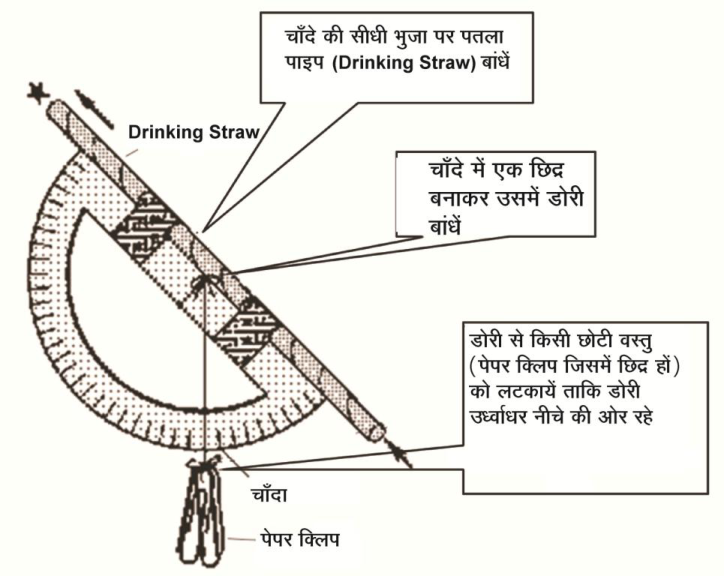 चाँदे की सीधी भुजा पर पतला
पाइप (Drinking Straw) बांधें
Drinking Straw
चाँदे में एक छिद्र
बनाकर उसमें डोरी
बांधें
डोरी से किसी छोटी वस्तु
(पेपर क्लिप जिसमें छिद्र हों)
को लटकायें ताकि डोरी
उर्ध्वाधर नीचे की ओर रहे
चाँदा
पेपर क्लिप